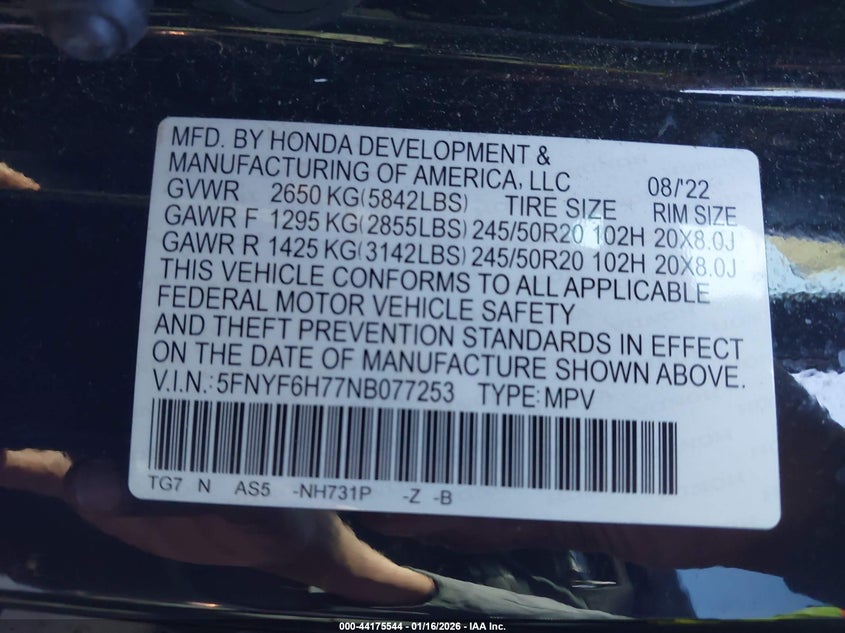 MFD. BY HONDA DEVELOPMENT &
MANUFACTURING OF AMERICA, LLC 08/'22
GVWR 2650 KG(5842LBS) TIRE SIZE RIM SIZE
GAWR F 1295 KG(2855LBS) 245/50R20 102H 20X8.0J
GAWR R 1425 KG(3142LBS) 245/50R20 102H 20X8.0J
THIS VEHICLE CONFORMS TO ALL APPLICABLE
FEDERAL MOTOR VEHICLE SAFETY
AND THEFT PREVENTION STANDARDS IN EFFECT
ON THE DATE OF MANUFACTURE SHOWN ABOVE.
V.I.N.: 5FNYF6H77NB077253 TYPE: MPV
TG7 N AS5 -NH731P -Z -B
000-44175544 - 01/16/2026 - IAA Inc.